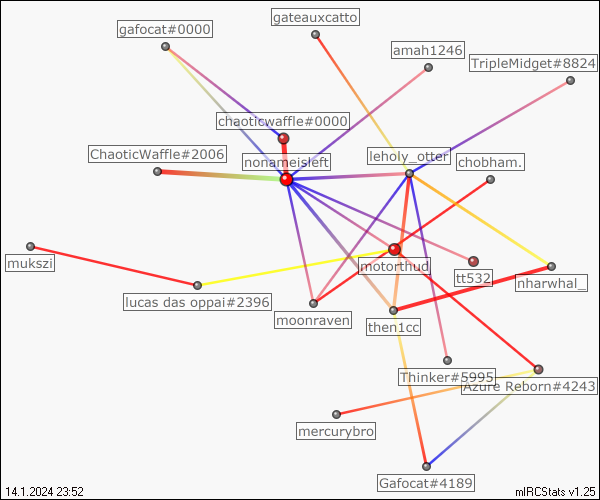 gateauxcatto
gafocat#0000
amah1246
TripleMidget#8824
chaoticwaffle#0000
ChaoticWaffle#2006
nonameisleft
leholy_otter
chobham.
mukszi
motorthud
tt532
nharwhal_
lucas das oppai#2396
moonraven
then1cc
Thinker#5995
Azure Reborn#4243
mercurybro
Gafocat#4189
14.1.2024 23:52
mIRCStats v1.25